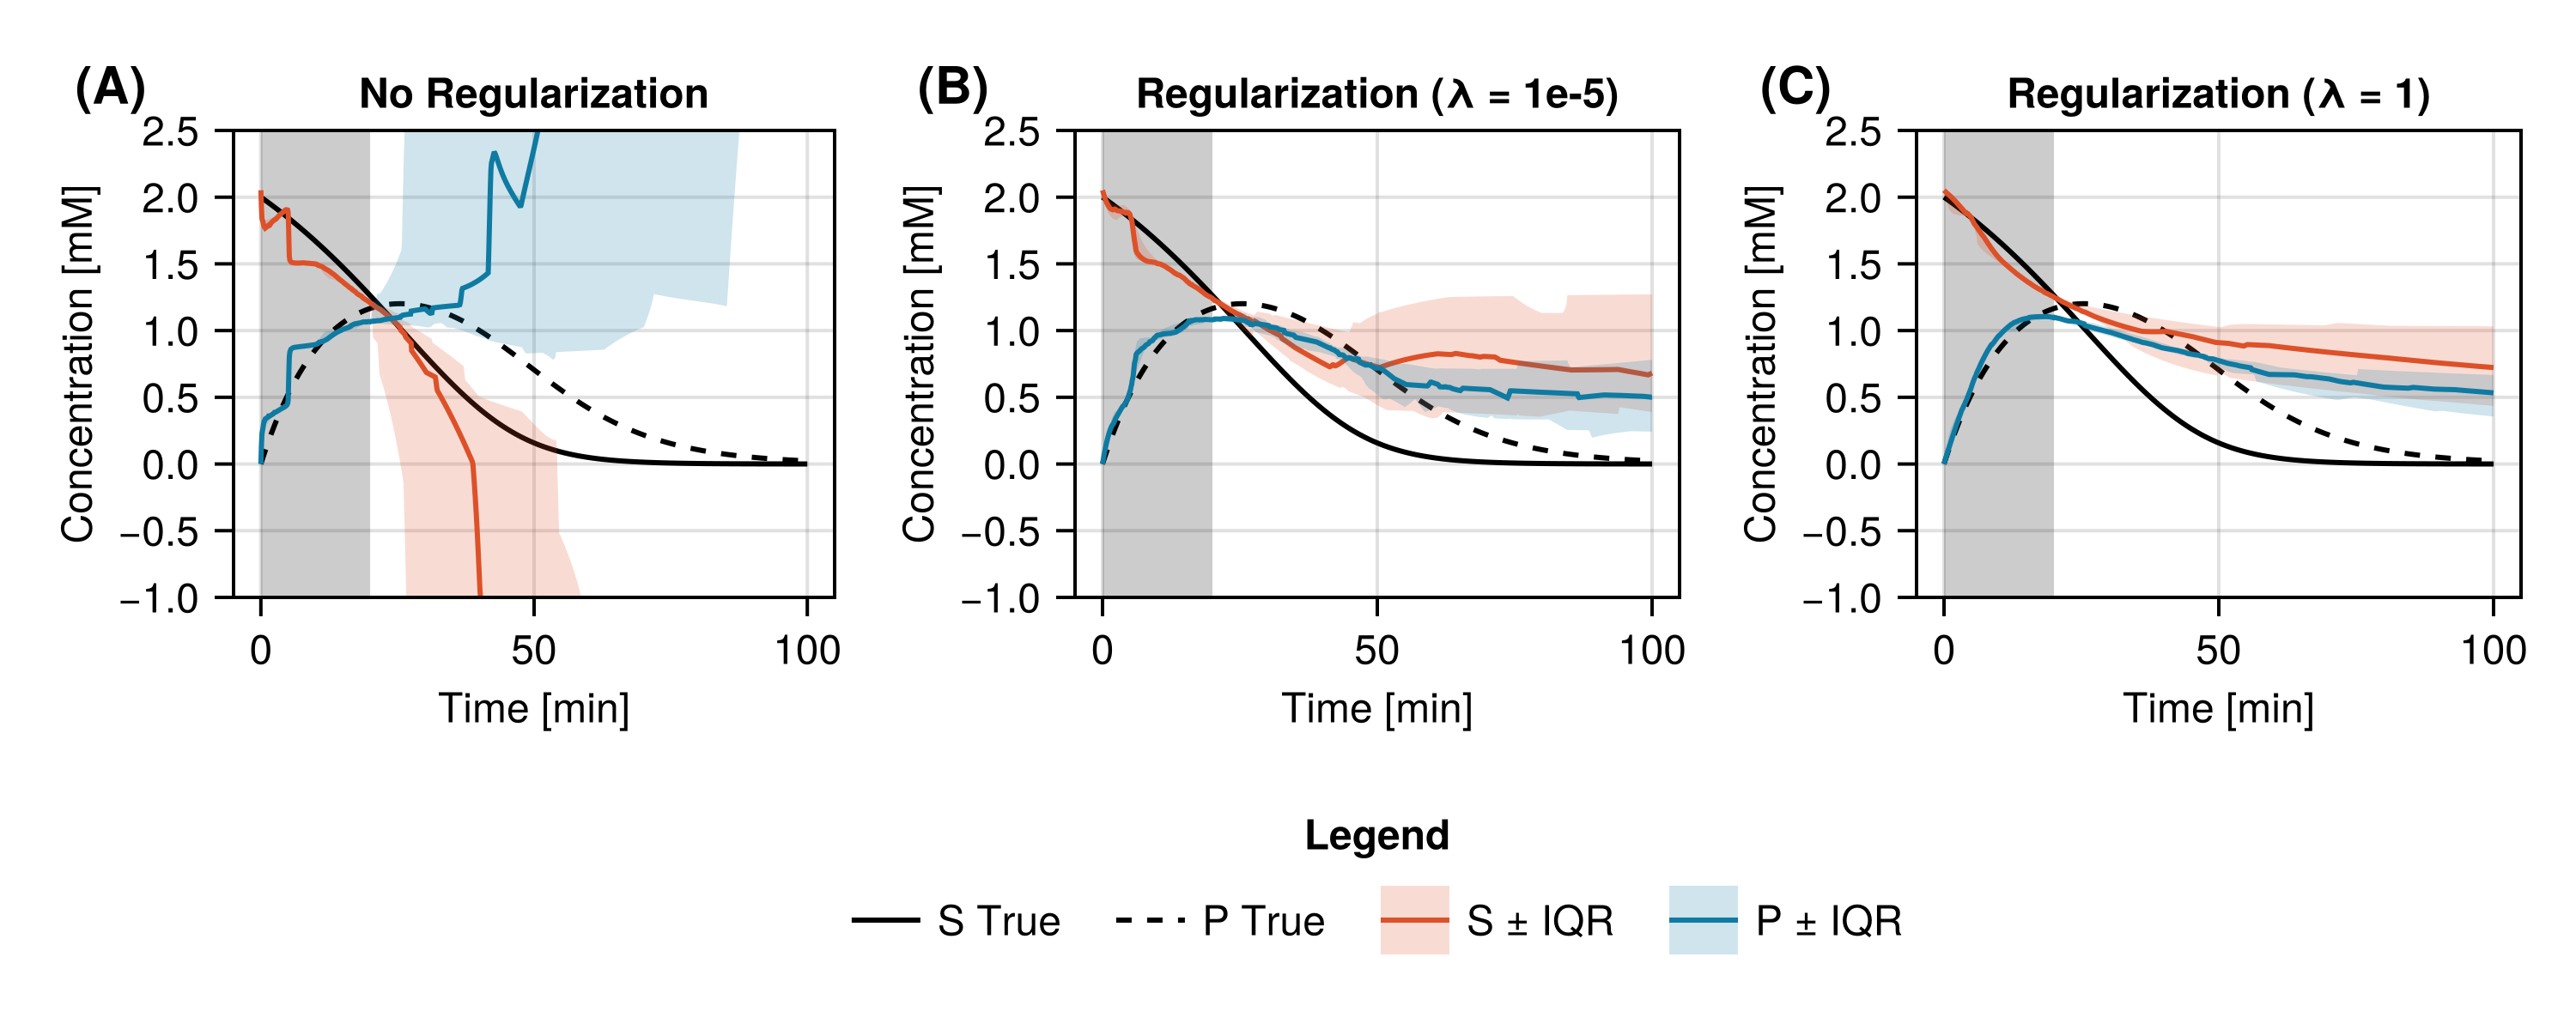 (A) No Regularization
2.5
2.0
1.5
1.0
0.5
0.0
−0.5
−1.0
Concentration [mM]
0 50 100
Time [min]
(B) Regularization (λ = 1e-5)
2.5
2.0
1.5
1.0
0.5
0.0
−0.5
−1.0
Concentration [mM]
0 50 100
Time [min]
(C) Regularization (λ = 1)
2.5
2.0
1.5
1.0
0.5
0.0
−0.5
−1.0
Concentration [mM]
0 50 100
Time [min]
Legend
S True P True S ± IQR P ± IQR